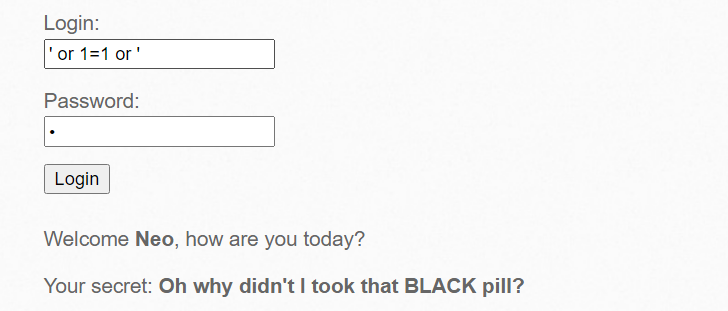 Login:
' or 1=1 or '
Password:
•
Login
Welcome Neo, how are you today?
Your secret: Oh why didn't I took that BLACK pill?